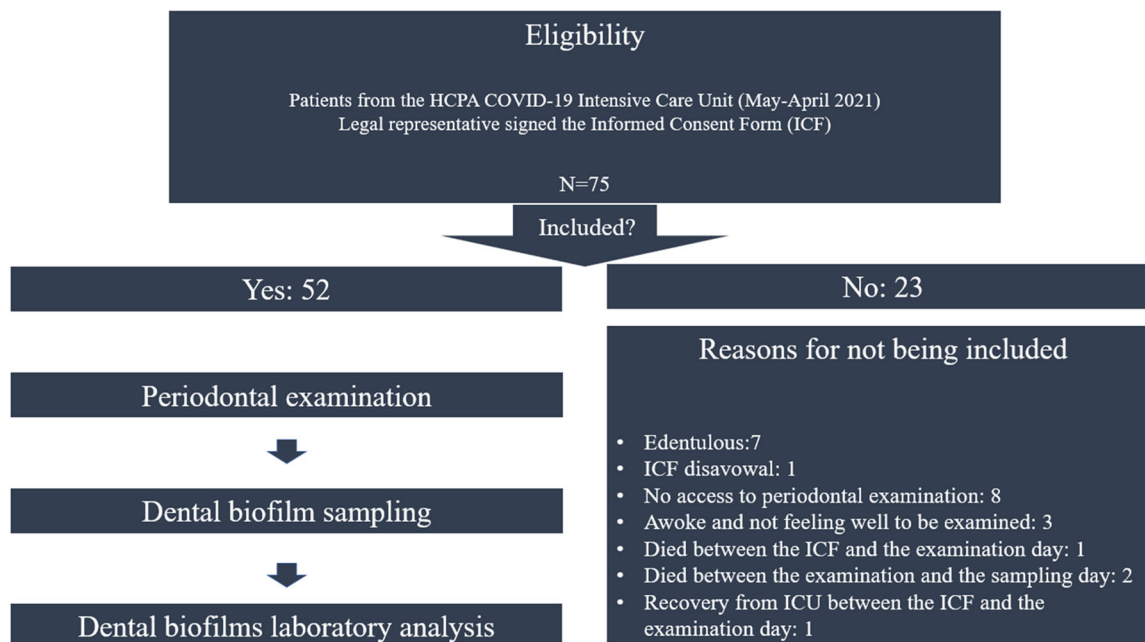 Eligibility
Patients from the HCPA COVID-19 Intensive Care Unit (May-April 2021)
Legal representative signed the Informed Consent Form (ICF)
N=75
Included?
Yes: 52
No: 23
Periodontal examination
Dental biofilm sampling
Dental biofilms laboratory analysis
Reasons for not being included
• Edentulous:7
• ICF disavowal: 1
• No access to periodontal examination: 8
• Awoke and not feeling well to be examined: 3
• Died between the ICF and the examination day: 1
• Died between the examination and the sampling day: 2
• Recovery from ICU between the ICF and the
examination day: 1